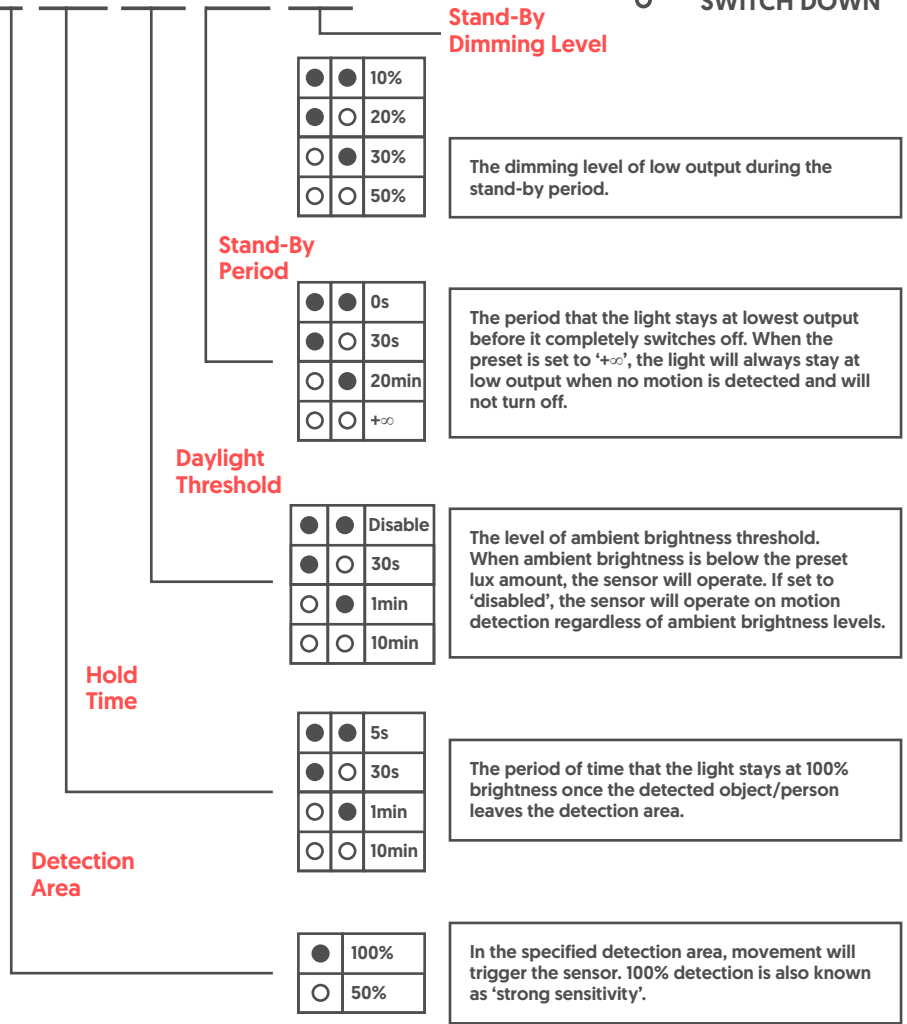 SWITCH DOWN
Stand-By
Dimming Level
10%
20%
30%
50%
The dimming level of low output during the
stand-by period.
Stand-By
Period
0s
30s
20min
+∞
The period that the light stays at lowest output
before it completely switches off. When the
preset is set to ‘+∞’, the light will always stay at
low output when no motion is detected and will
not turn off.
Daylight
Threshold
Disable
30s
1min
10min
The level of ambient brightness threshold.
When ambient brightness is below the preset
lux amount, the sensor will operate. If set to
‘disabled’, the sensor will operate on motion
detection regardless of ambient brightness levels.
Hold
Time
5s
30s
1min
10min
The period of time that the light stays at 100%
brightness once the detected object/person
leaves the detection area.
Detection
Area
100%
50%
In the specified detection area, movement will
trigger the sensor. 100% detection is also known
as ‘strong sensitivity’.